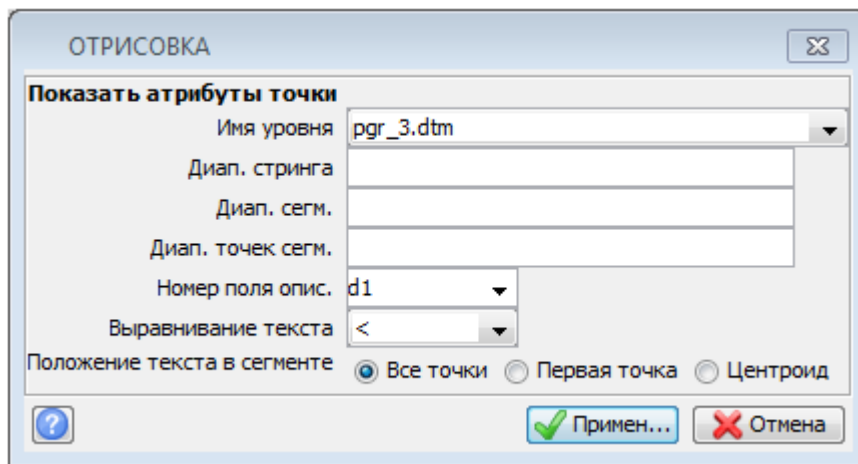 ОТРИСОВКА
Показать атрибуты точки
Имя уровня pgr_3.dtm
Диап. стринга
Диап. сегм.
Диап. точек сегм.
Номер поля опис. d1
Выравнивание текста <
Положение текста в сегменте Все точки Первая точка Центроид
? Примен... Отмена